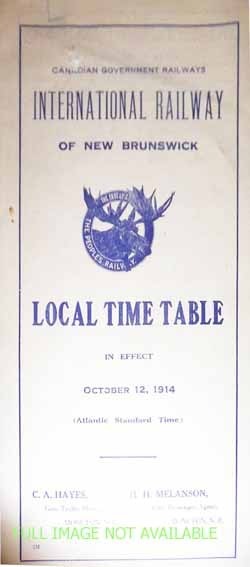 CANADIAN GOVERNMENT RAILWAYS
INTERNATIONAL RAILWAY
OF NEW BRUNSWICK
THE PEOPLES RAILWAY
LOCAL TIME TABLE
IN EFFECT
OCTOBER 12, 1914
(Atlantic Standard Time)
C. A. HAYES, H. H. MELANSON,
FULL IMAGE NOT AVAILABLE